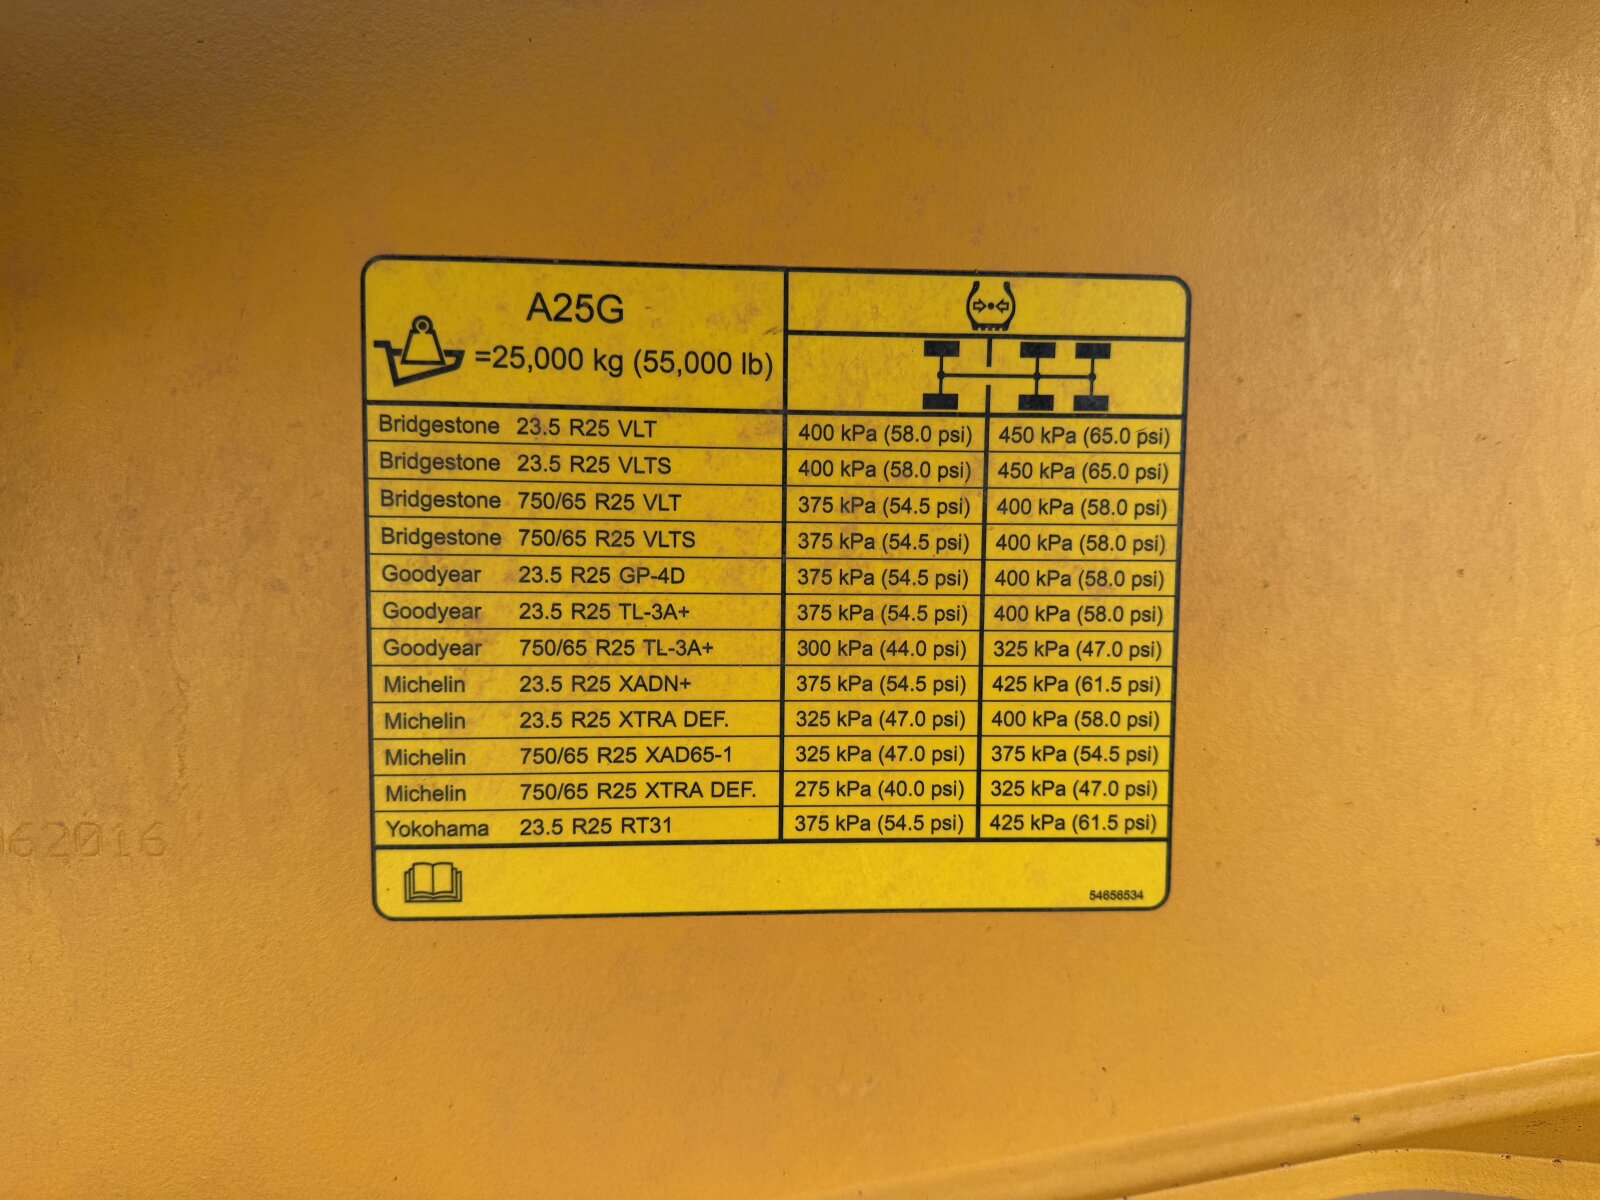 A25G
=25,000 kg (55,000 lb)
Bridgestone 23.5 R25 VLT 400 kPa (58.0 psi) 450 kPa (65.0 psi)
Bridgestone 23.5 R25 VLTS 400 kPa (58.0 psi) 450 kPa (65.0 psi)
Bridgestone 750/65 R25 VLT 375 kPa (54.5 psi) 400 kPa (58.0 psi)
Bridgestone 750/65 R25 VLTS 375 kPa (54.5 psi) 400 kPa (58.0 psi)
Goodyear 23.5 R25 GP-4D 375 kPa (54.5 psi) 400 kPa (58.0 psi)
Goodyear 23.5 R25 TL-3A+ 375 kPa (54.5 psi) 400 kPa (58.0 psi)
Goodyear 750/65 R25 TL-3A+ 300 kPa (44.0 psi) 325 kPa (47.0 psi)
Michelin 23.5 R25 XADN+ 375 kPa (54.5 psi) 425 kPa (61.5 psi)
Michelin 23.5 R25 XTRA DEF. 325 kPa (47.0 psi) 400 kPa (58.0 psi)
Michelin 750/65 R25 XAD65-1 325 kPa (47.0 psi) 375 kPa (54.5 psi)
Michelin 750/65 R25 XTRA DEF. 275 kPa (40.0 psi) 325 kPa (47.0 psi)
Yokohama 23.5 R25 RT31 375 kPa (54.5 psi) 425 kPa (61.5 psi)
54656534